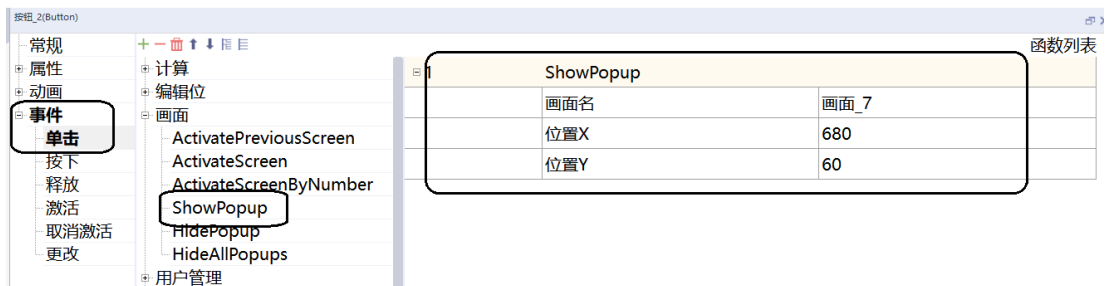 按钮_2(Button)
常规
属性
动画
事件
单击
按下
释放
激活
取消激活
更改
函数列表
计算
编辑位
画面
ActivatePreviousScreen
ActivateScreen
ActivateScreenByNumber
ShowPopup
HidePopup
HideAllPopups
用户管理
1 ShowPopup
画面名 画面_7
位置X 680
位置Y 60